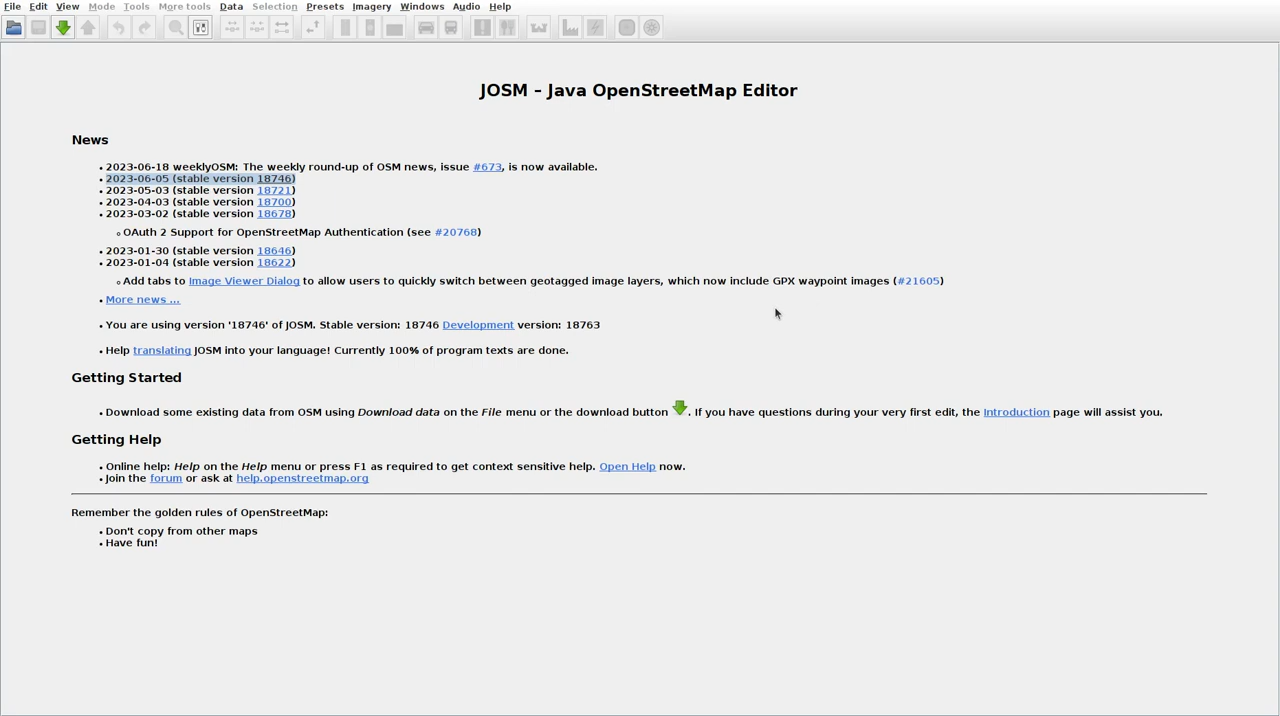 File Edit View Mode Tools More tools Data Selection Presets Imagery Windows Audio Help
JOSM – Java OpenStreetMap Editor
News
2023-06-18 weeklyOSM: The weekly round-up of OSM news, issue #673, is now available.
2023-06-05 (stable version 18746)
2023-05-03 (stable version 18721)
2023-04-03 (stable version 18700)
2023-03-02 (stable version 18678)
OAuth 2 Support for OpenStreetMap Authentication (see #20768)
2023-01-30 (stable version 18646)
2023-01-04 (stable version 18622)
Add tabs to Image Viewer Dialog to allow users to quickly switch between geotagged image layers, which now include GPX waypoint images (#21605)
More news ...
You are using version '18746' of JOSM. Stable version: 18746 Development version: 18763
Help translating JOSM into your language! Currently 100% of program texts are done.
Getting Started
Download some existing data from OSM using Download data on the File menu or the download button . If you have questions during your very first edit, the Introduction page will assist you.
Getting Help
Online help: Help on the Help menu or press F1 as required to get context sensitive help. Open Help now.
Join the forum or ask at help.openstreetmap.org
Remember the golden rules of OpenStreetMap:
Don't copy from other maps
Have fun!